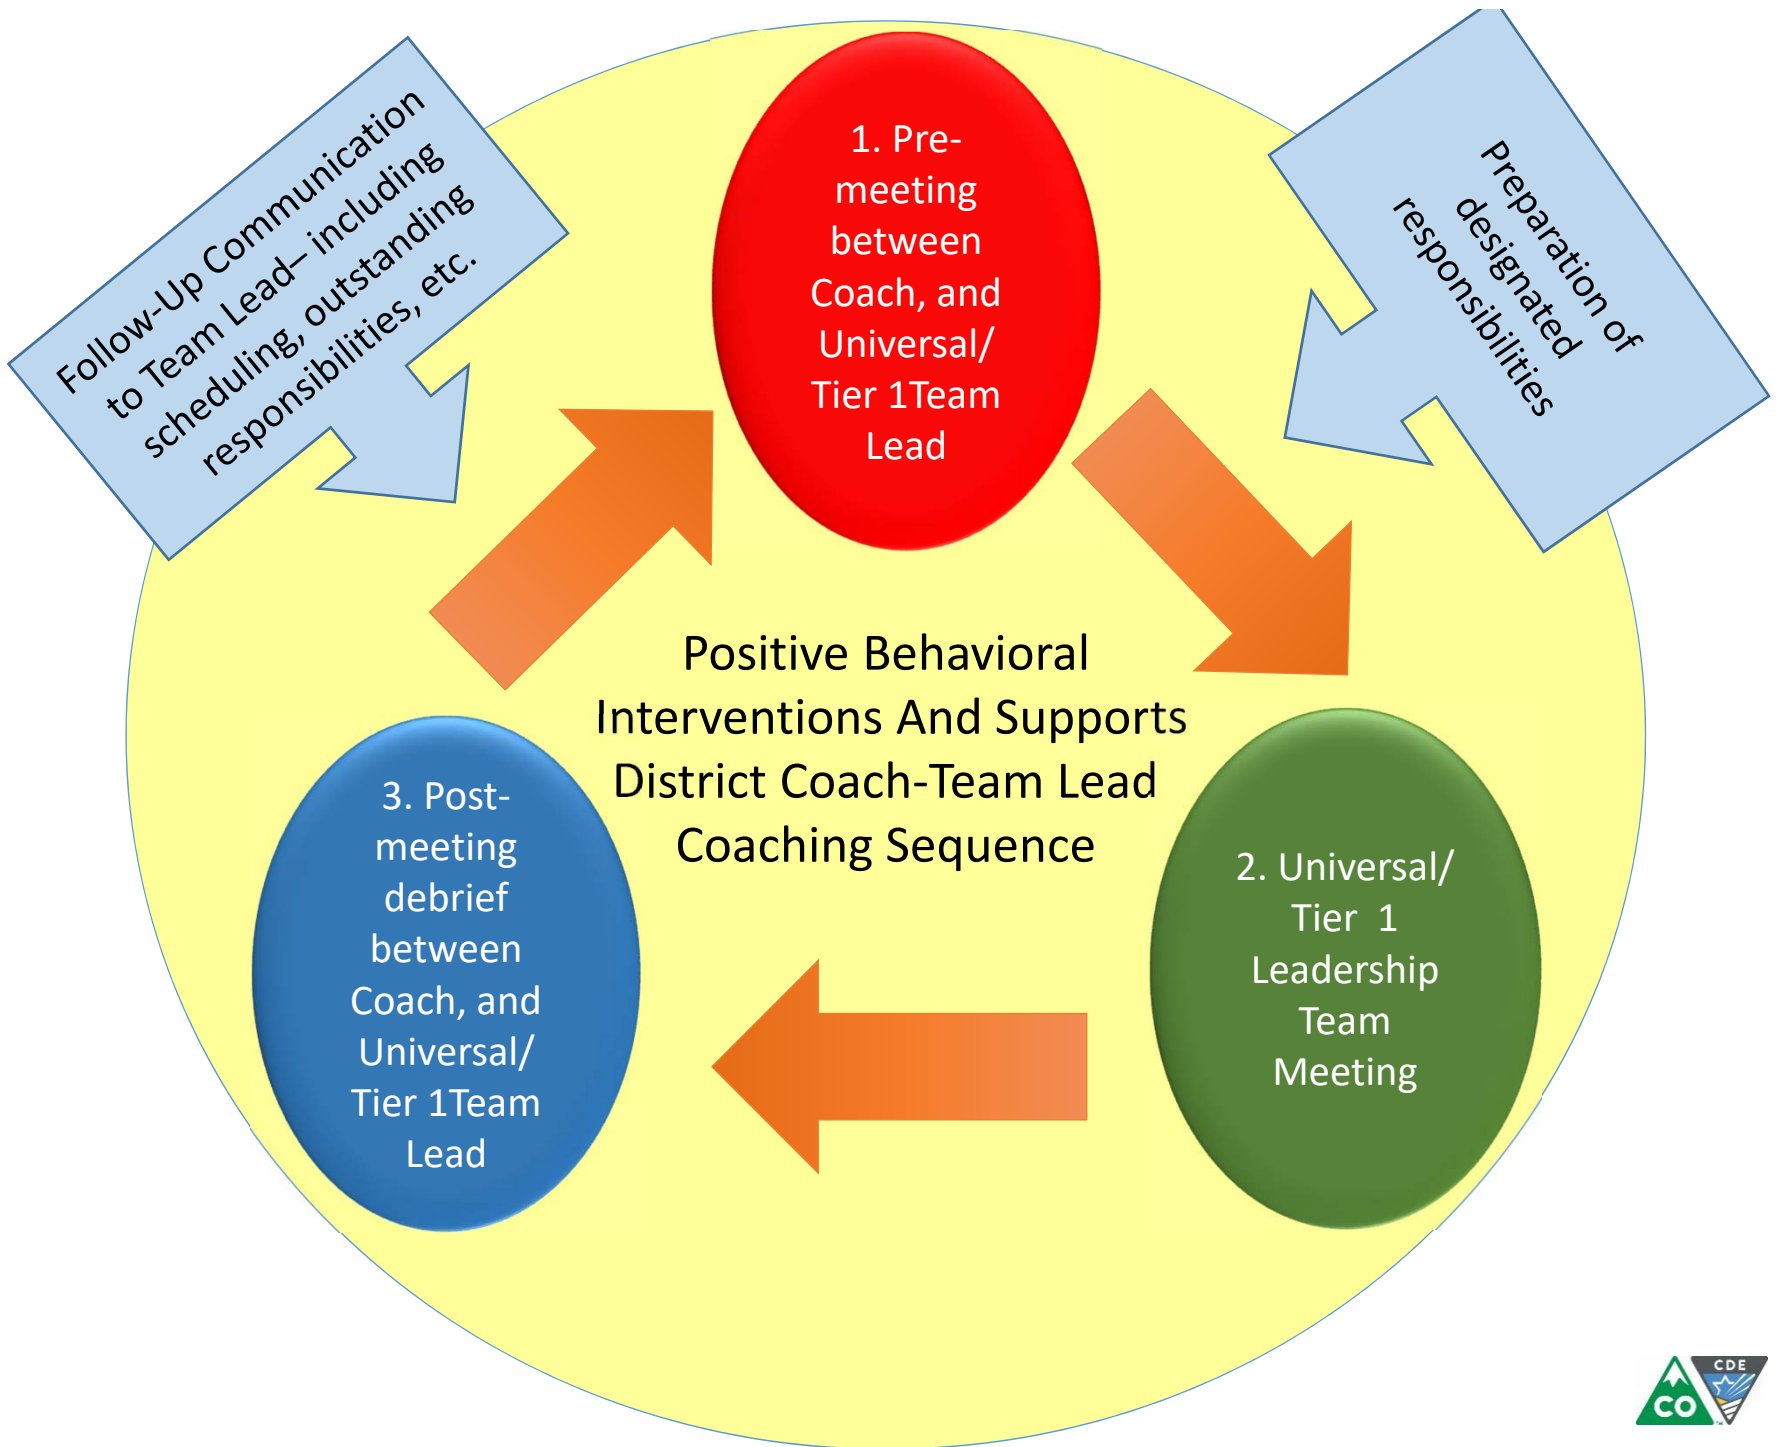 Follow-Up Communication
to Team Lead– including
scheduling, outstanding
responsibilities, etc.
1. Pre-
meeting
between
Coach, and
Universal/
Tier 1Team
Lead
Preparation of
designated
responsibilities
Positive Behavioral
Interventions And Supports
District Coach-Team Lead
Coaching Sequence
2. Universal/
Tier  1
Leadership
Team
Meeting
3. Post-
meeting
debrief
between
Coach, and
Universal/
Tier 1Team
Lead
CO
CDE